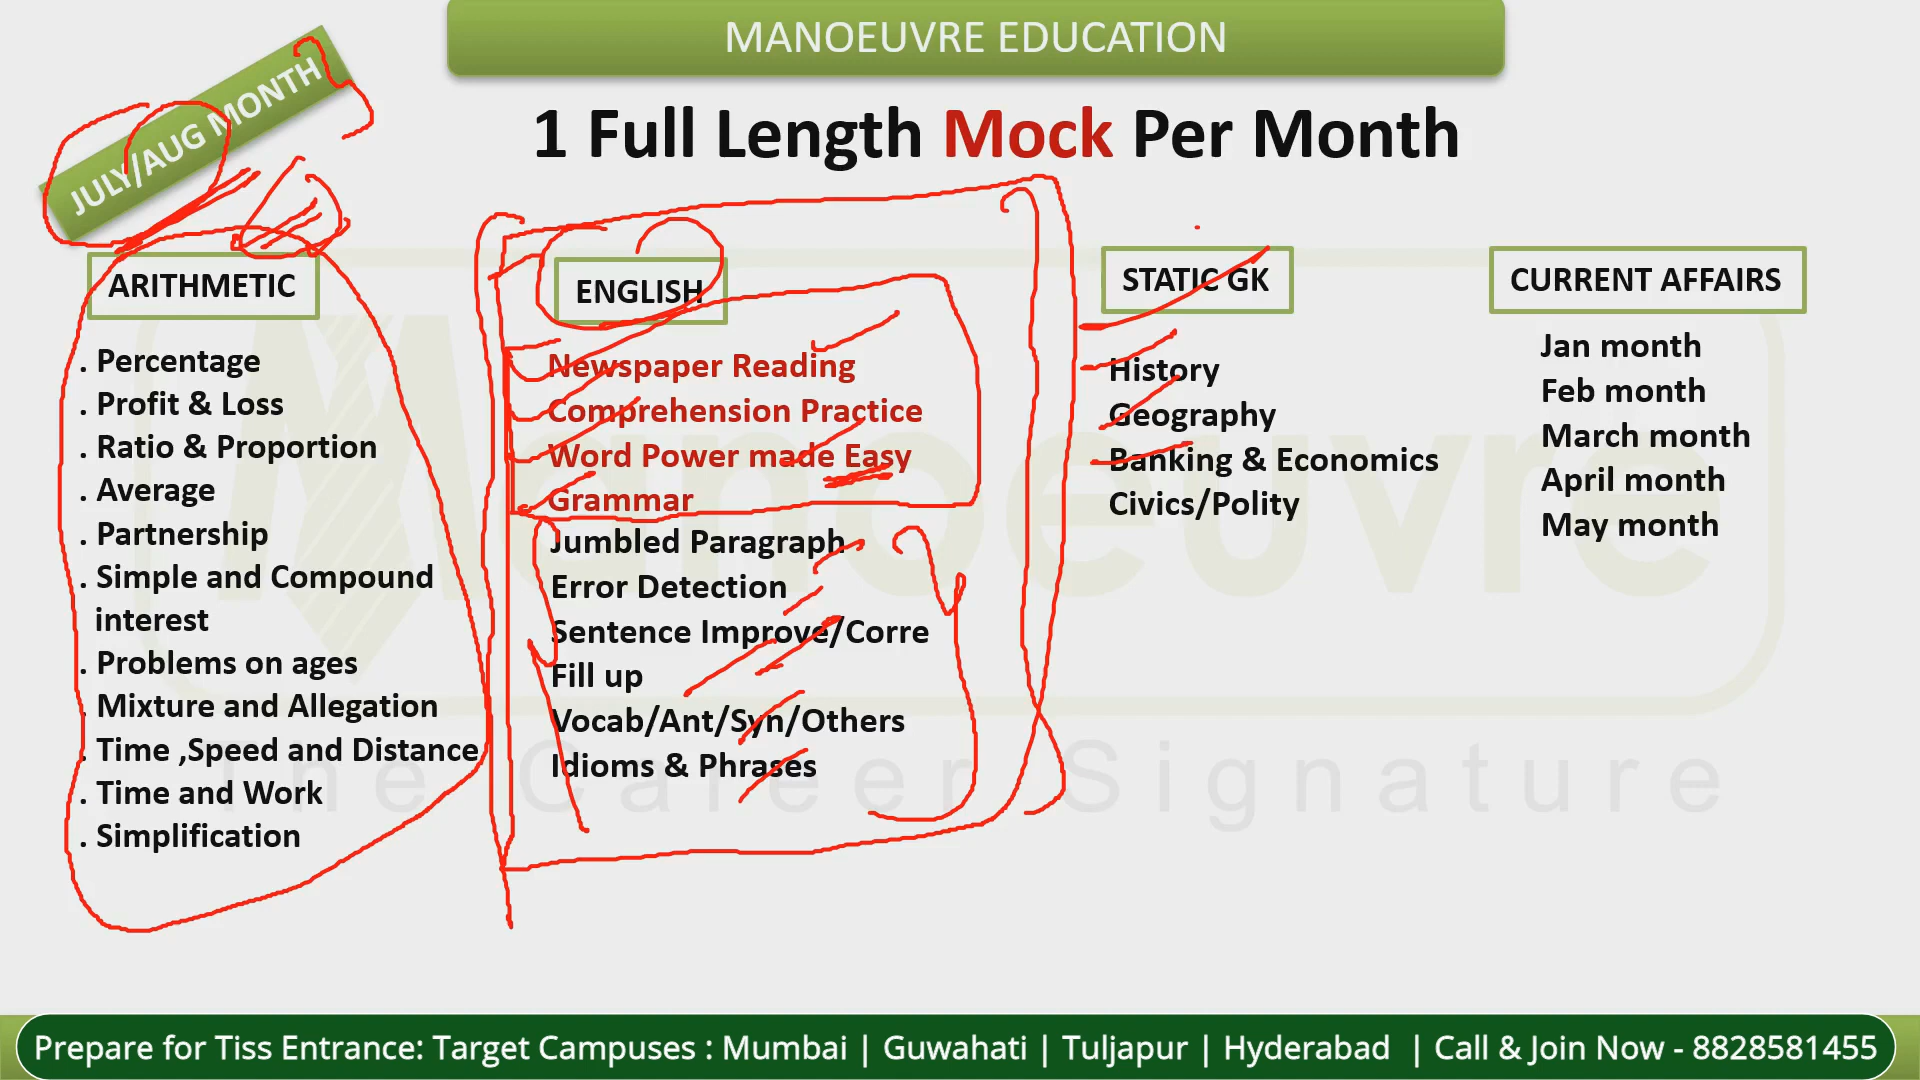 MANOEUVRE EDUCATION
JULY/AUG MONTH
1 Full Length Mock Per Month
ARITHMETIC
. Percentage
. Profit & Loss
. Ratio & Proportion
. Average
. Partnership
. Simple and Compound
interest
. Problems on ages
. Mixture and Allegation
. Time ,Speed and Distance
. Time and Work
. Simplification
ENGLISH
Newspaper Reading
Comprehension Practice
Word Power made Easy
Grammar
Jumbled Paragraph
Error Detection
Sentence Improve/Corre
Fill up
Vocab/Ant/Syn/Others
Idioms & Phrases
STATIC GK
History
Geography
Banking & Economics
Civics/Polity
CURRENT AFFAIRS
Jan month
Feb month
March month
April month
May month
Manoeuvre
The Career Signature
Prepare for Tiss Entrance: Target Campuses : Mumbai | Guwahati | Tuljapur | Hyderabad | Call & Join Now - 8828581455